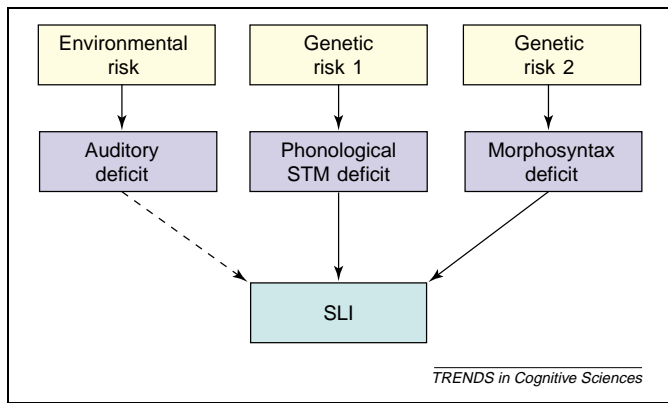 Environmental
risk
Genetic
risk 1
Genetic
risk 2
Auditory
deficit
Phonological
STM deficit
Morphosyntax
deficit
SLI
TRENDS in Cognitive Sciences